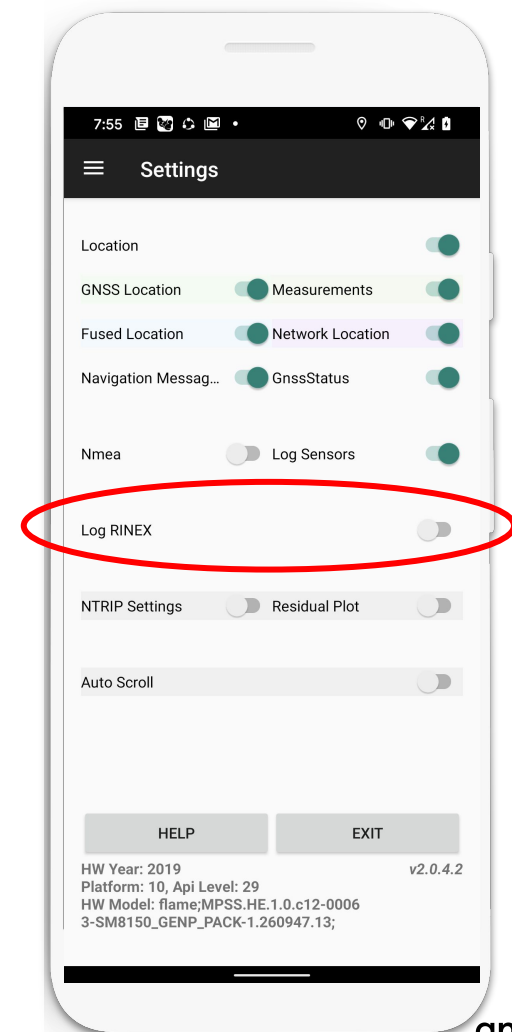 7:55
Settings
Location
GNSS Location Measurements
Fused Location Network Location
Navigation Messag... GnssStatus
Nmea Log Sensors
Log RINEX
NTRIP Settings Residual Plot
Auto Scroll
HELP EXIT
HW Year: 2019 v2.0.4.2
Platform: 10, Api Level: 29
HW Model: flame;MPSS.HE.1.0.c12-0006
3-SM8150_GENP_PACK-1.260947.13;